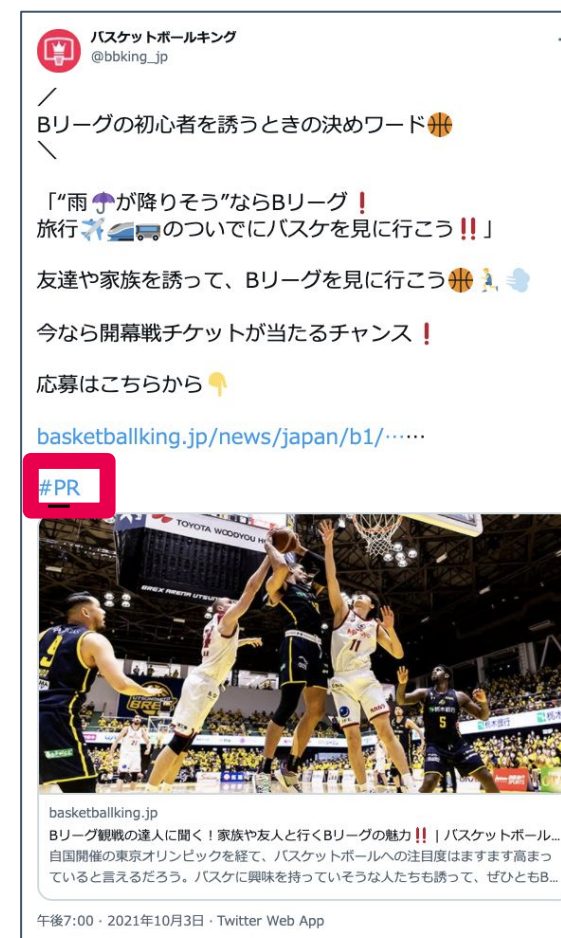 バスケットボールキング
@bbking_jp
／
Bリーグの初心者を誘うときの決めワード🏀
＼
「“雨☂が降りそう”ならBリーグ❗
旅行✈🚄🚃のついでにバスケを見に行こう‼」
友達や家族を誘って、Bリーグを見に行こう🏀🏃💨
今なら開幕戦チケットが当たるチャンス❗
応募はこちらから👇
basketballking.jp/news/japan/b1/……
#PR
TOYOTA WOODYOU
BREX ARENA UTSUN
9
11
5
BRE
basketballking.jp
Bリーグ観戦の達人に聞く！家族や友人と行くBリーグの魅力‼ | バスケットボール...
自国開催の東京オリンピックを経て、バスケットボールへの注目度はますます高まっ
ていると言えるだろう。バスケに興味を持っていそうな人たちも誘って、ぜひともB...
午後7:00 · 2021年10月3日 · Twitter Web App